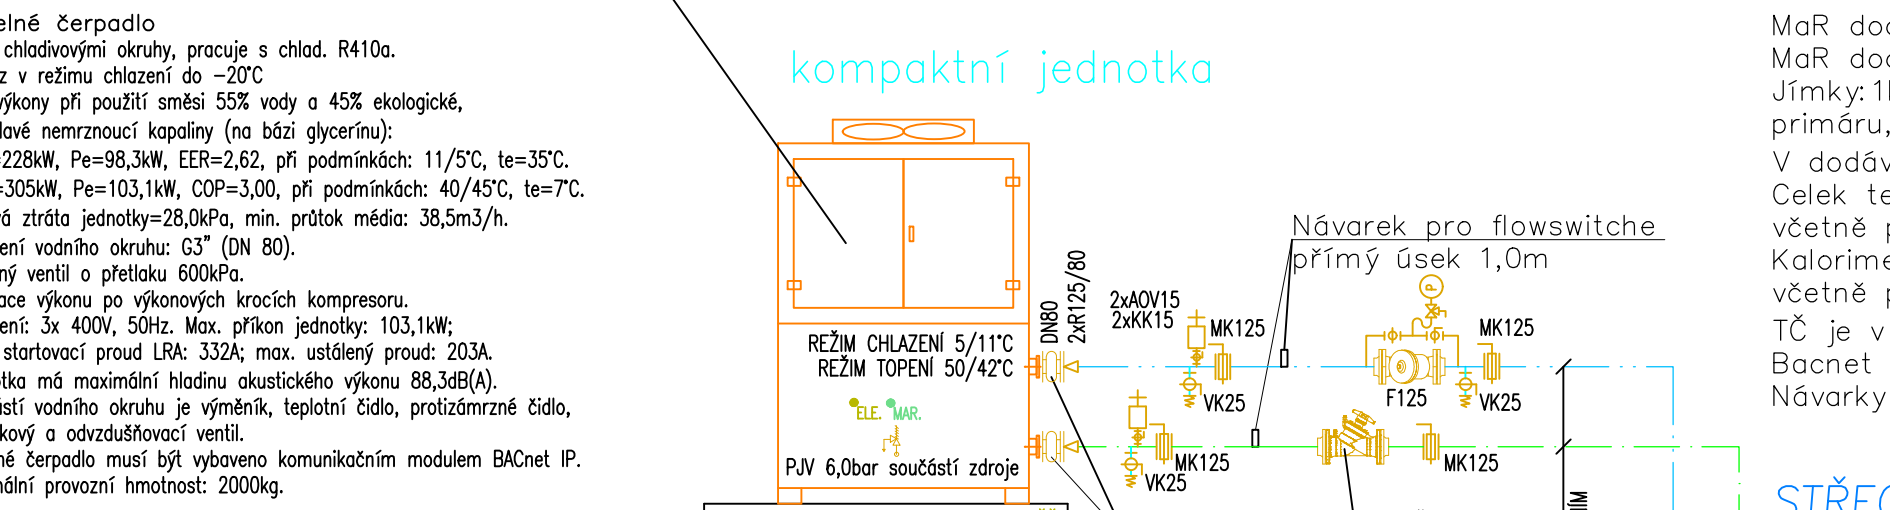 elné čerpadlo
chladivovými okruhy, pracuje s chlad. R410a.
z v režimu chlazení do −20°C
výkony při použití směsi 55% vody a 45% ekologické,
davé nemrznoucí kapaliny (na bázi glycerínu):
=228kW, Pe=98,3kW, EER=2,62, při podmínkách: 11/5°C, te=35°C.
=305kW, Pe=103,1kW, COP=3,00, při podmínkách: 40/45°C, te=7°C.
vá ztráta jednotky=28,0kPa, min. průtok média: 38,5m3/h.
ení vodního okruhu: G3" (DN 80).
ný ventil o přetlaku 600kPa.
ace výkonu po výkonových krocích kompresoru.
ení: 3x 400V, 50Hz. Max. příkon jednotky: 103,1kW;
startovací proud LRA: 332A; max. ustálený proud: 203A.
otka má maximální hladinu akustického výkonu 88,3dB(A).
ástí vodního okruhu je výměník, teplotní čidlo, protizámrzné čidlo,
kový a odvzdušňovací ventil.
né čerpadlo musí být vybaveno komunikačním modulem BACnet IP.
nální provozní hmotnost: 2000kg.
kompaktní jednotka
REŽIM CHLAZENÍ 5/11°C
REŽIM TOPENÍ 50/42°C
ELE. MAR.
PJV 6,0bar součástí zdroje
DN80
2xR125/80
2xAOV15
2xKK15
MK125
VK25
MK125
VK25
Návarek pro flowswitche
přímý úsek 1,0m
P
F125
MK125
VK25
MK125
ÍM
MaR do
MaR do
Jímky: 1
primáru,
V dodáv
Celek te
včetně p
Kalorime
včetně p
TČ je v
Bacnet
Návarky
STŘE